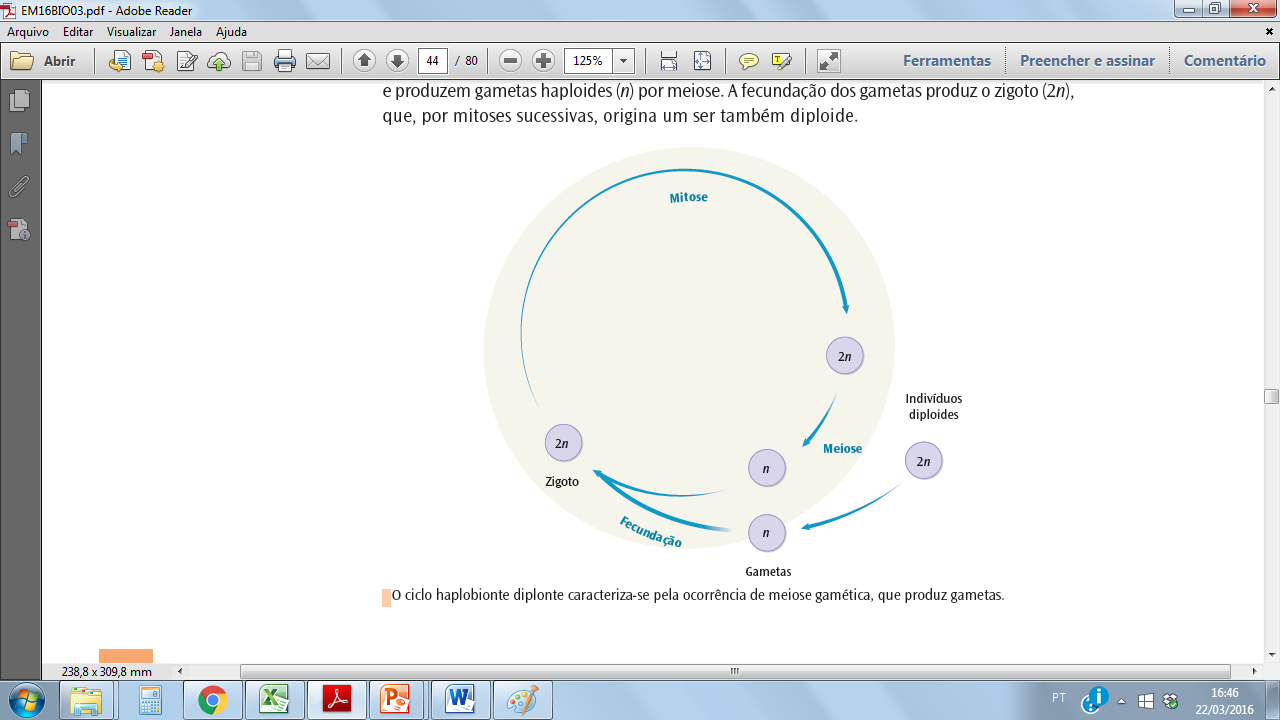 EM16BIO03.pdf - Adobe Reader
Arquivo Editar Visualizar Janela Ajuda
Abrir 44 / 80 125% Ferramentas Preencher e assinar Comentário
e produzem gametas haploides (n) por meiose. A fecundação dos gametas produz o zigoto (2n),
que, por mitoses sucessivas, origina um ser também diploide.
Mitose
2n
Indivíduos
diploides
2n
Meiose
2n
n
Zigoto
Fecundação
n
Gametas
O ciclo haplobionte diplonte caracteriza-se pela ocorrência de meiose gamética, que produz gametas.
238,8 x 309,8 mm
PT
16:46
22/03/2016